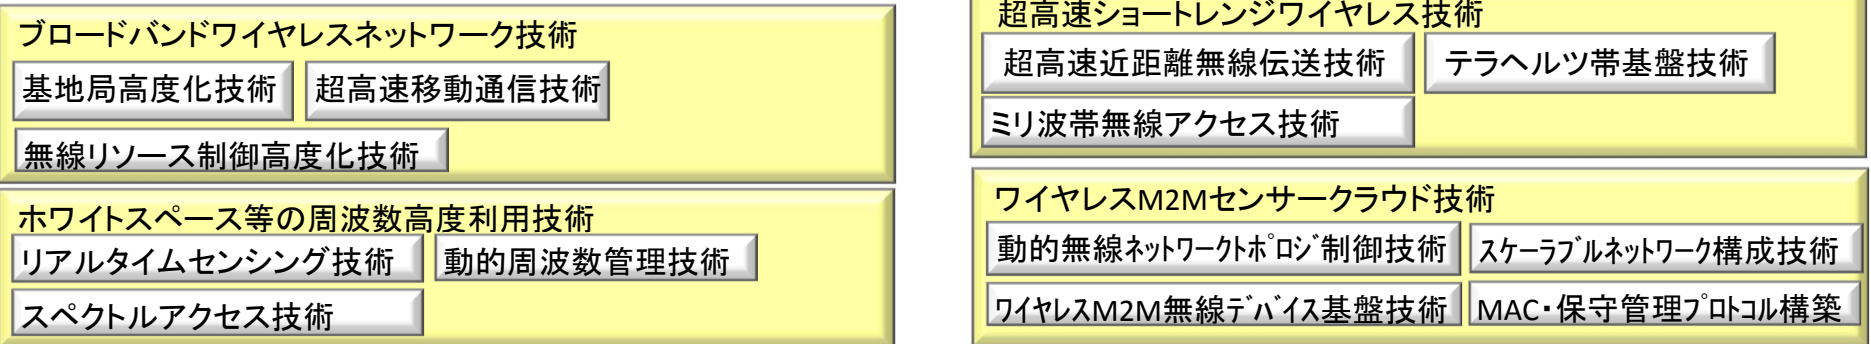 ブロードバンドワイヤレスネットワーク技術
基地局高度化技術
超高速移動通信技術
無線リソース制御高度化技術
ホワイトスペース等の周波数高度利用技術
リアルタイムセンシング技術
動的周波数管理技術
スペクトルアクセス技術
超高速ショートレンジワイヤレス技術
超高速近距離無線伝送技術
テラヘルツ帯基盤技術
ミリ波帯無線アクセス技術
ワイヤレスM2Mセンサークラウド技術
動的無線ﾈｯﾄﾜｰｸﾄﾎﾟﾛｼﾞ制御技術
ｽｹｰﾗﾌﾞﾙﾈｯﾄﾜｰｸ構成技術
ﾜｲﾔﾚｽM2M無線ﾃﾞﾊﾞｲｽ基盤技術
MAC・保守管理ﾌﾟﾛﾄｺﾙ構築